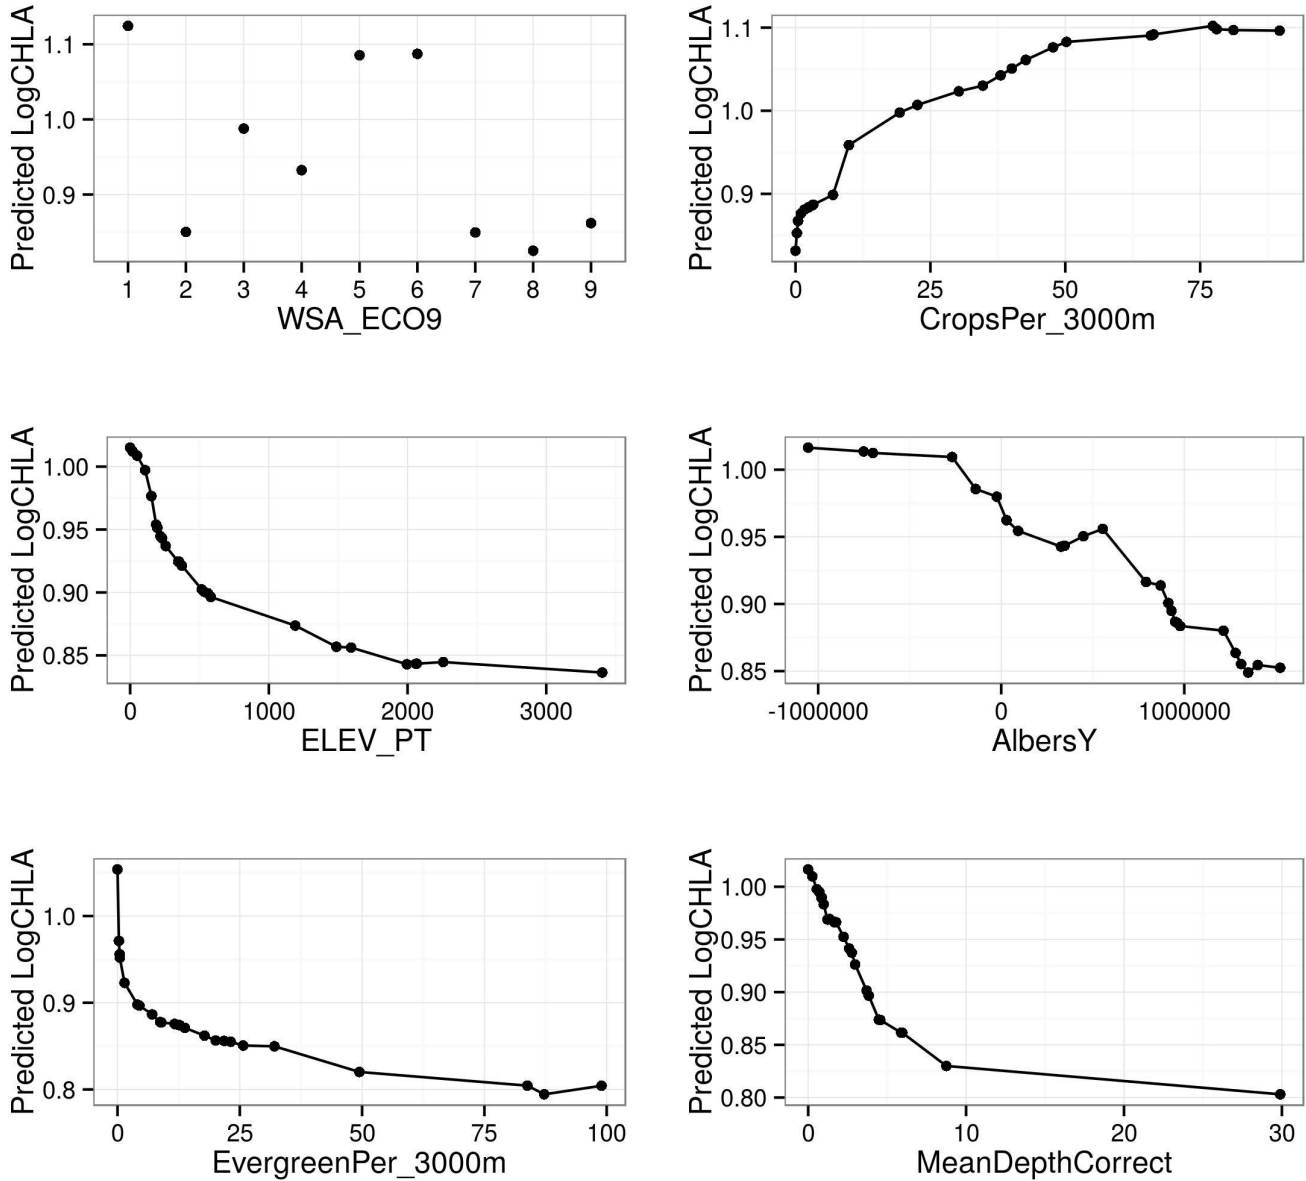 Predicted LogCHLA
1.1
1.0
0.9
1 2 3 4 5 6 7 8 9
WSA_ECO9
Predicted LogCHLA
1.1
1.0
0.9
0 25 50 75
CropsPer_3000m
Predicted LogCHLA
1.00
0.95
0.90
0.85
0 1000 2000 3000
ELEV_PT
Predicted LogCHLA
1.00
0.95
0.90
0.85
-1000000 0 1000000
AlbersY
Predicted LogCHLA
1.0
0.9
0.8
0 25 50 75 100
EvergreenPer_3000m
Predicted LogCHLA
1.00
0.95
0.90
0.85
0.80
0 10 20 30
MeanDepthCorrect